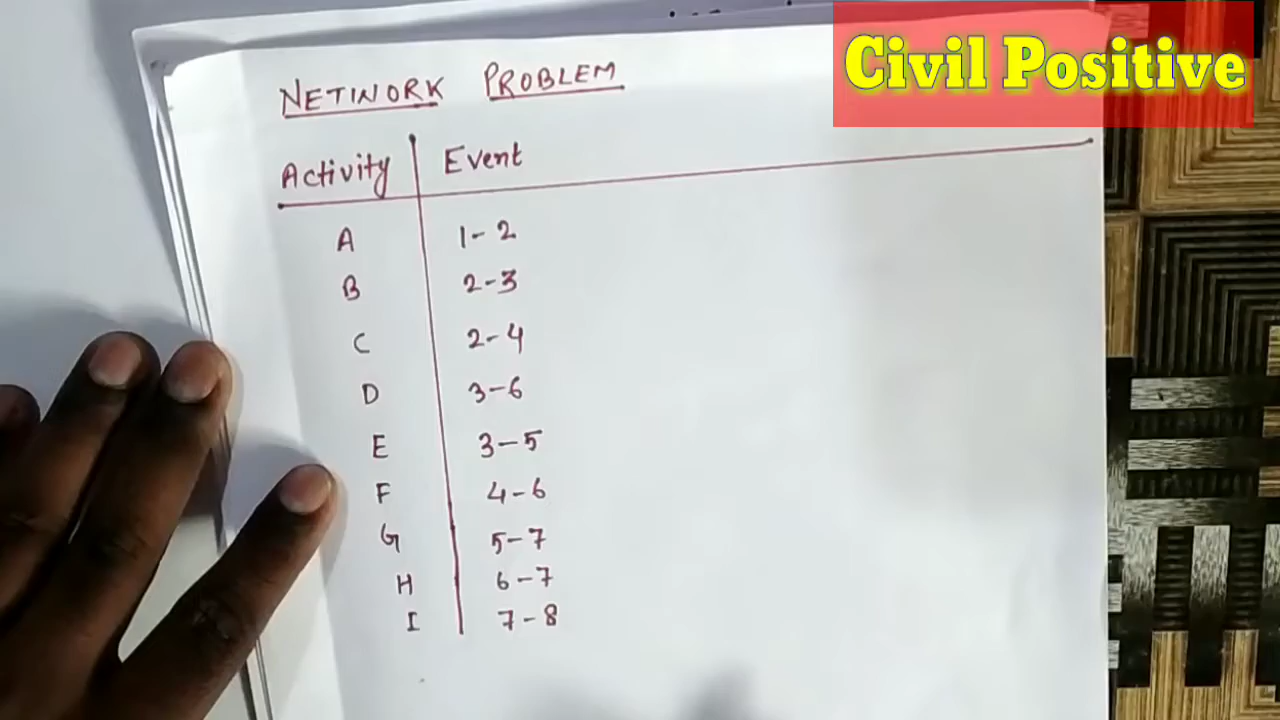 Civil Positive
NETWORK PROBLEM
Activity Event
A 1-2
B 2-3
C 2-4
D 3-6
E 3-5
F 4-6
G 5-7
H 6-7
I 7-8